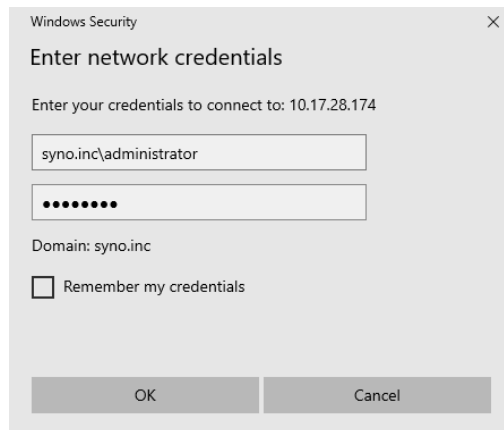 Windows Security
Enter network credentials
Enter your credentials to connect to: 10.17.28.174
syno.inc\administrator
●●●●●●●●
Domain: syno.inc
Remember my credentials
OK
Cancel